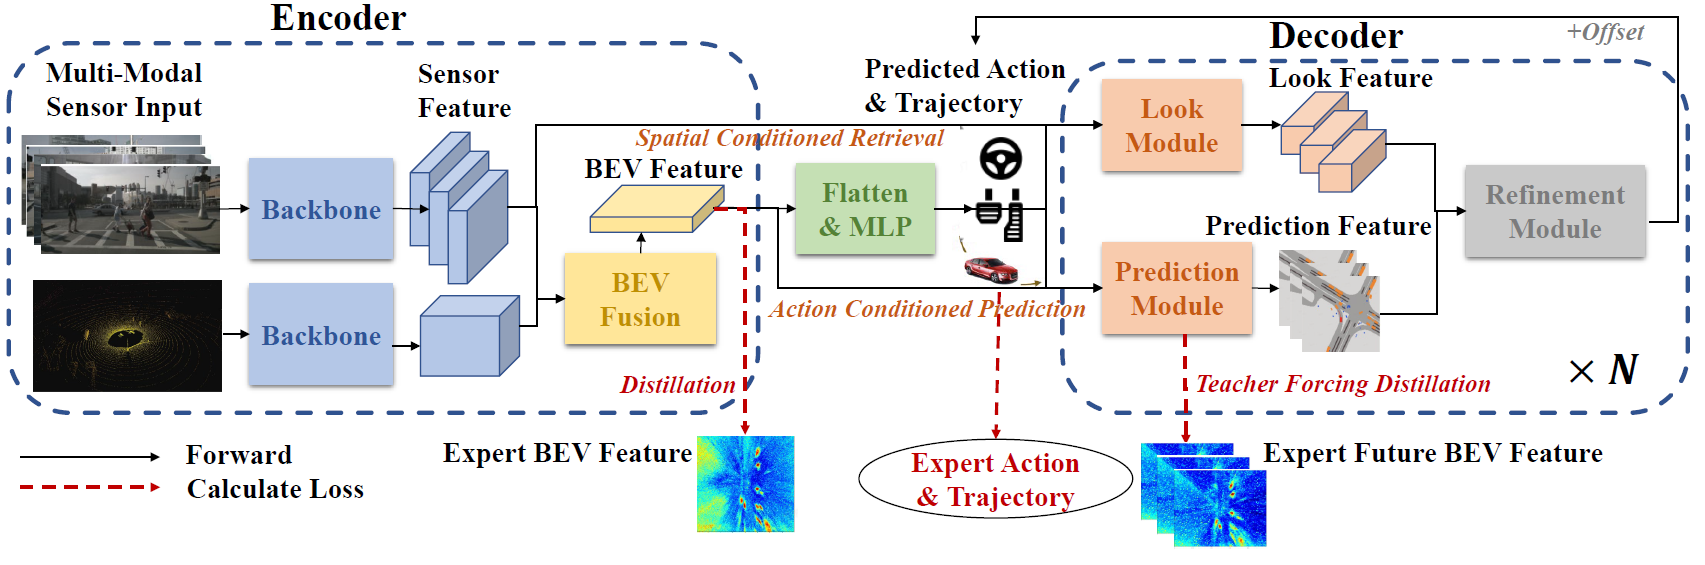 Encoder
Multi-Modal
Sensor Input
Sensor
Feature
Backbone
Backbone
BEV Feature
BEV
Fusion
Spatial Conditioned Retrieval
Flatten
& MLP
Predicted Action
& Trajectory
Action Conditioned Prediction
Decoder
+Offset
Look
Module
Look Feature
Prediction
Module
Prediction Feature
Refinement
Module
× N
Distillation
Teacher Forcing Distillation
Forward
Calculate Loss
Expert BEV Feature
Expert Action
& Trajectory
Expert Future BEV Feature